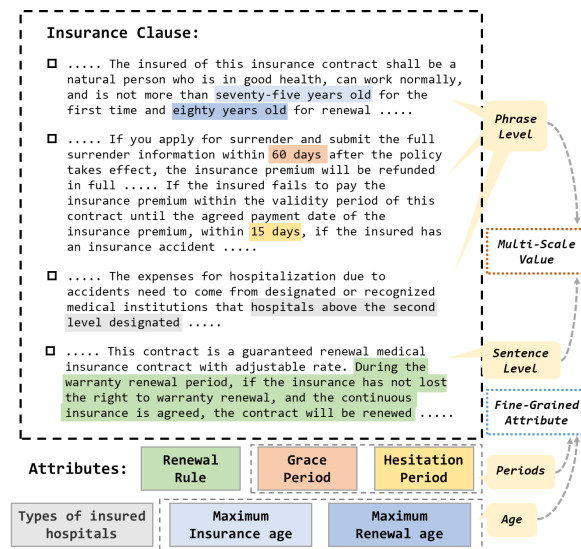 Insurance Clause:
..... The insured of this insurance contract shall be a
natural person who is in good health, can work normally,
and is not more than seventy-five years old for the
first time and eighty years old for renewal .....
..... If you apply for surrender and submit the full
surrender information within 60 days after the policy
takes effect, the insurance premium will be refunded
in full ..... If the insured fails to pay the
insurance premium within the validity period of this
contract until the agreed payment date of the
insurance premium, within 15 days, if the insured has
an insurance accident .....
..... The expenses for hospitalization due to
accidents need to come from designated or recognized
medical institutions that hospitals above the second
level designated .....
..... This contract is a guaranteed renewal medical
insurance contract with adjustable rate. During the
warranty renewal period, if the insurance has not lost
the right to warranty renewal, and the continuous
insurance is agreed, the contract will be renewed .....
Phrase
Level
Multi-Scale
Value
Sentence
Level
Fine-Grained
Attribute
Attributes:
Renewal
Rule
Grace
Period
Hesitation
Period
Periods
Types of insured
hospitals
Maximum
Insurance age
Maximum
Renewal age
Age